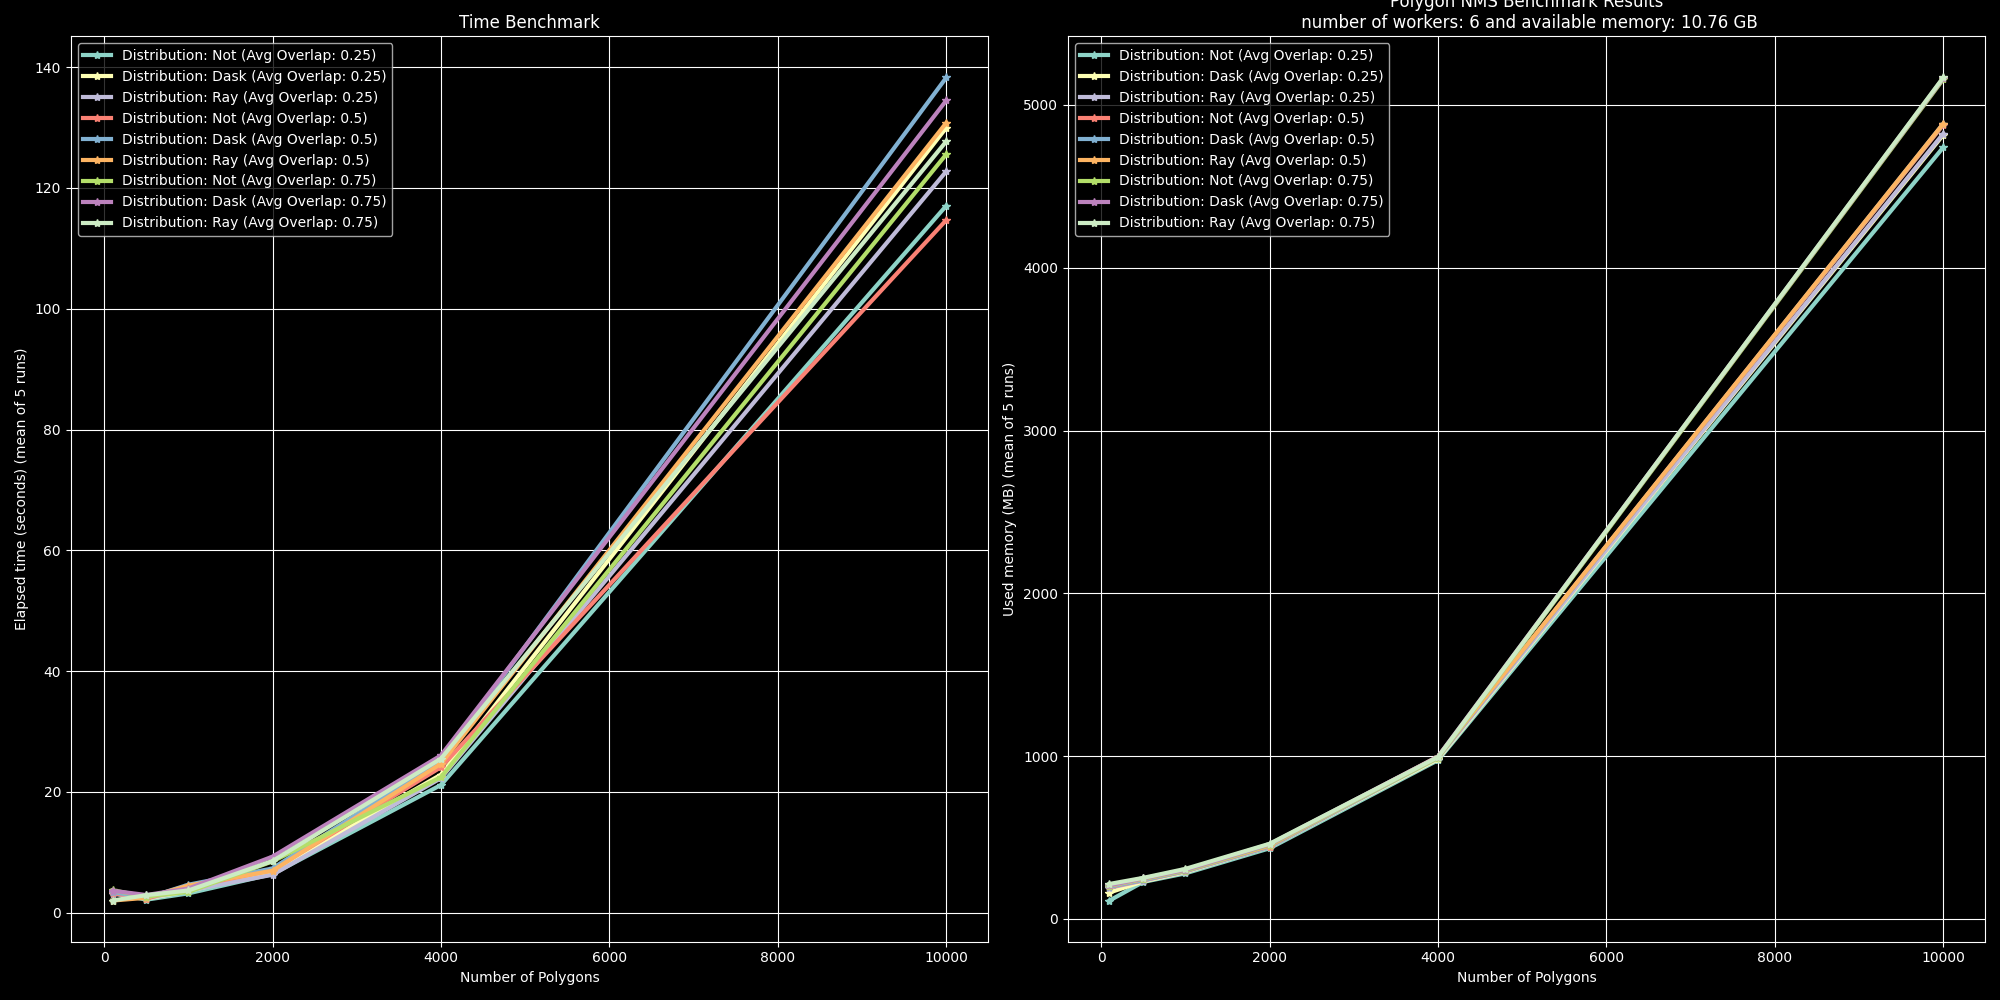 Time Benchmark
Distribution: Not (Avg Overlap: 0.25)
Distribution: Dask (Avg Overlap: 0.25)
Distribution: Ray (Avg Overlap: 0.25)
Distribution: Not (Avg Overlap: 0.5)
Distribution: Dask (Avg Overlap: 0.5)
Distribution: Ray (Avg Overlap: 0.5)
Distribution: Not (Avg Overlap: 0.75)
Distribution: Dask (Avg Overlap: 0.75)
Distribution: Ray (Avg Overlap: 0.75)
140
120
100
80
60
40
20
0
Elapsed time (seconds) (mean of 5 runs)
0
2000
4000
6000
8000
10000
Number of Polygons
Polygon NMS Benchmark Results
number of workers: 6 and available memory: 10.76 GB
Distribution: Not (Avg Overlap: 0.25)
Distribution: Dask (Avg Overlap: 0.25)
Distribution: Ray (Avg Overlap: 0.25)
Distribution: Not (Avg Overlap: 0.5)
Distribution: Dask (Avg Overlap: 0.5)
Distribution: Ray (Avg Overlap: 0.5)
Distribution: Not (Avg Overlap: 0.75)
Distribution: Dask (Avg Overlap: 0.75)
Distribution: Ray (Avg Overlap: 0.75)
5000
4000
3000
2000
1000
0
Used memory (MB) (mean of 5 runs)
0
2000
4000
6000
8000
10000
Number of Polygons